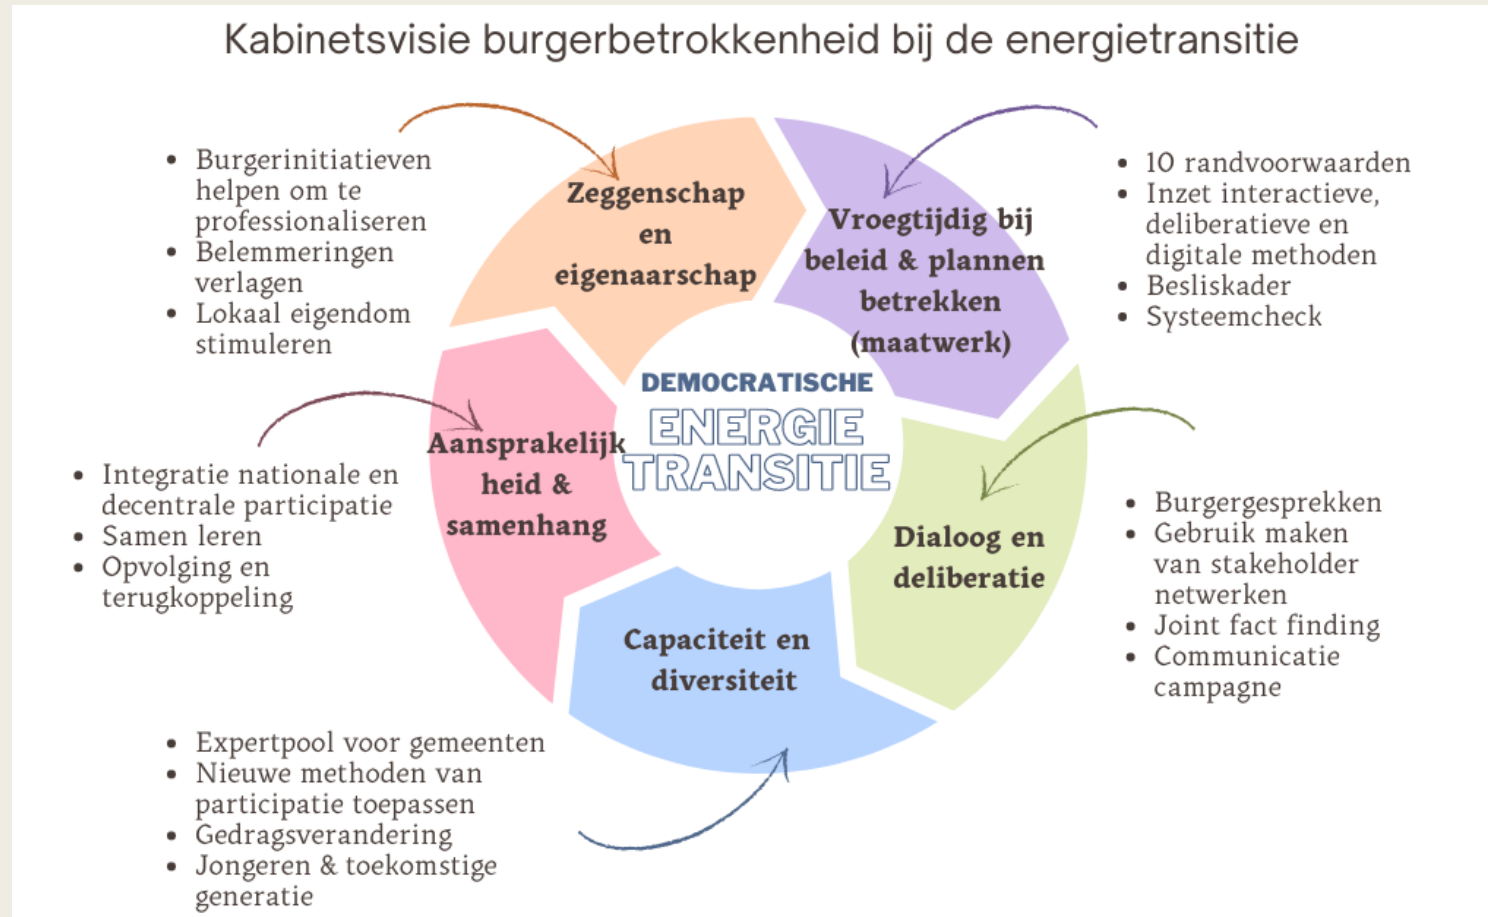 Kabinetsvisie burgerbetrokkenheid bij de energietransitie
• Burgerinitiatieven
helpen om te
professionaliseren
• Belemmeringen
verlagen
• Lokaal eigendom
stimuleren
Zeggenschap
en
eigenaarschap
Vroegtijdig bij
beleid & plannen
betrekken
(maatwerk)
• 10 randvoorwaarden
• Inzet interactieve,
deliberatieve en
digitale methoden
• Besliskader
• Systeemcheck
DEMOCRATISCHE
ENERGIE
TRANSITIE
• Integratie nationale en
decentrale participatie
• Samen leren
• Opvolging en
terugkoppeling
Aansprakelijk
heid &
samenhang
Dialoog en
deliberatie
• Burgergesprekken
• Gebruik maken
van stakeholder
netwerken
• Joint fact finding
• Communicatie
campagne
Capaciteit en
diversiteit
• Expertpool voor gemeenten
• Nieuwe methoden van
participatie toepassen
• Gedragsverandering
• Jongeren & toekomstige
generatie